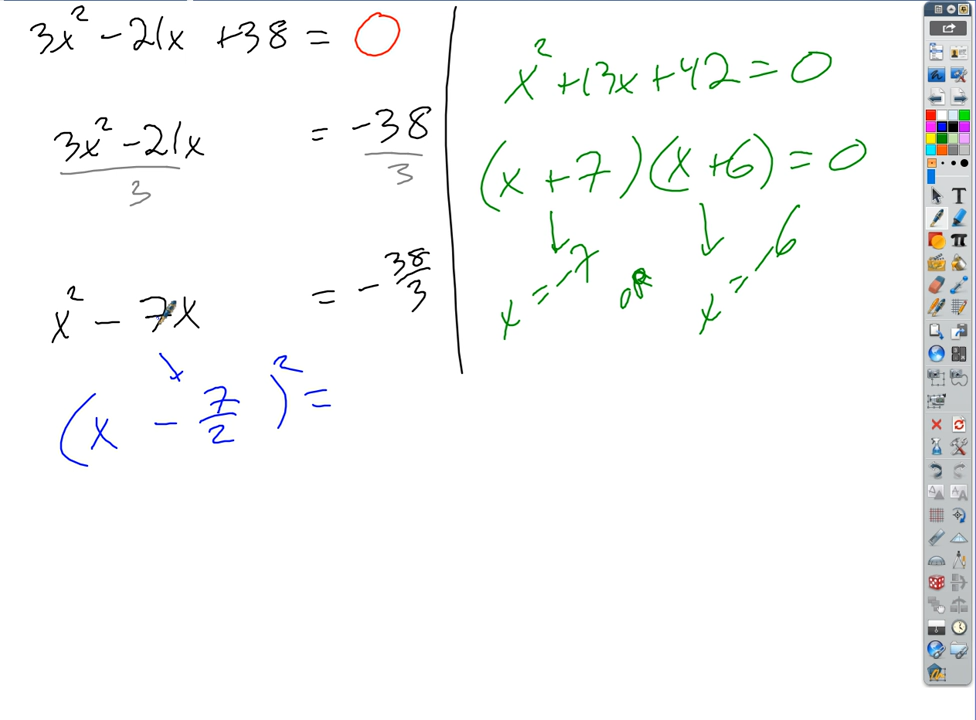 3x² - 21x + 38 = 0
3x² - 21x = -38
3 3
x² - 7x = - 38/3
(x - 7/2)² =
x² + 13x + 42 = 0
(x + 7)(x + 6) = 0
x = -7 or x = -6
T
π